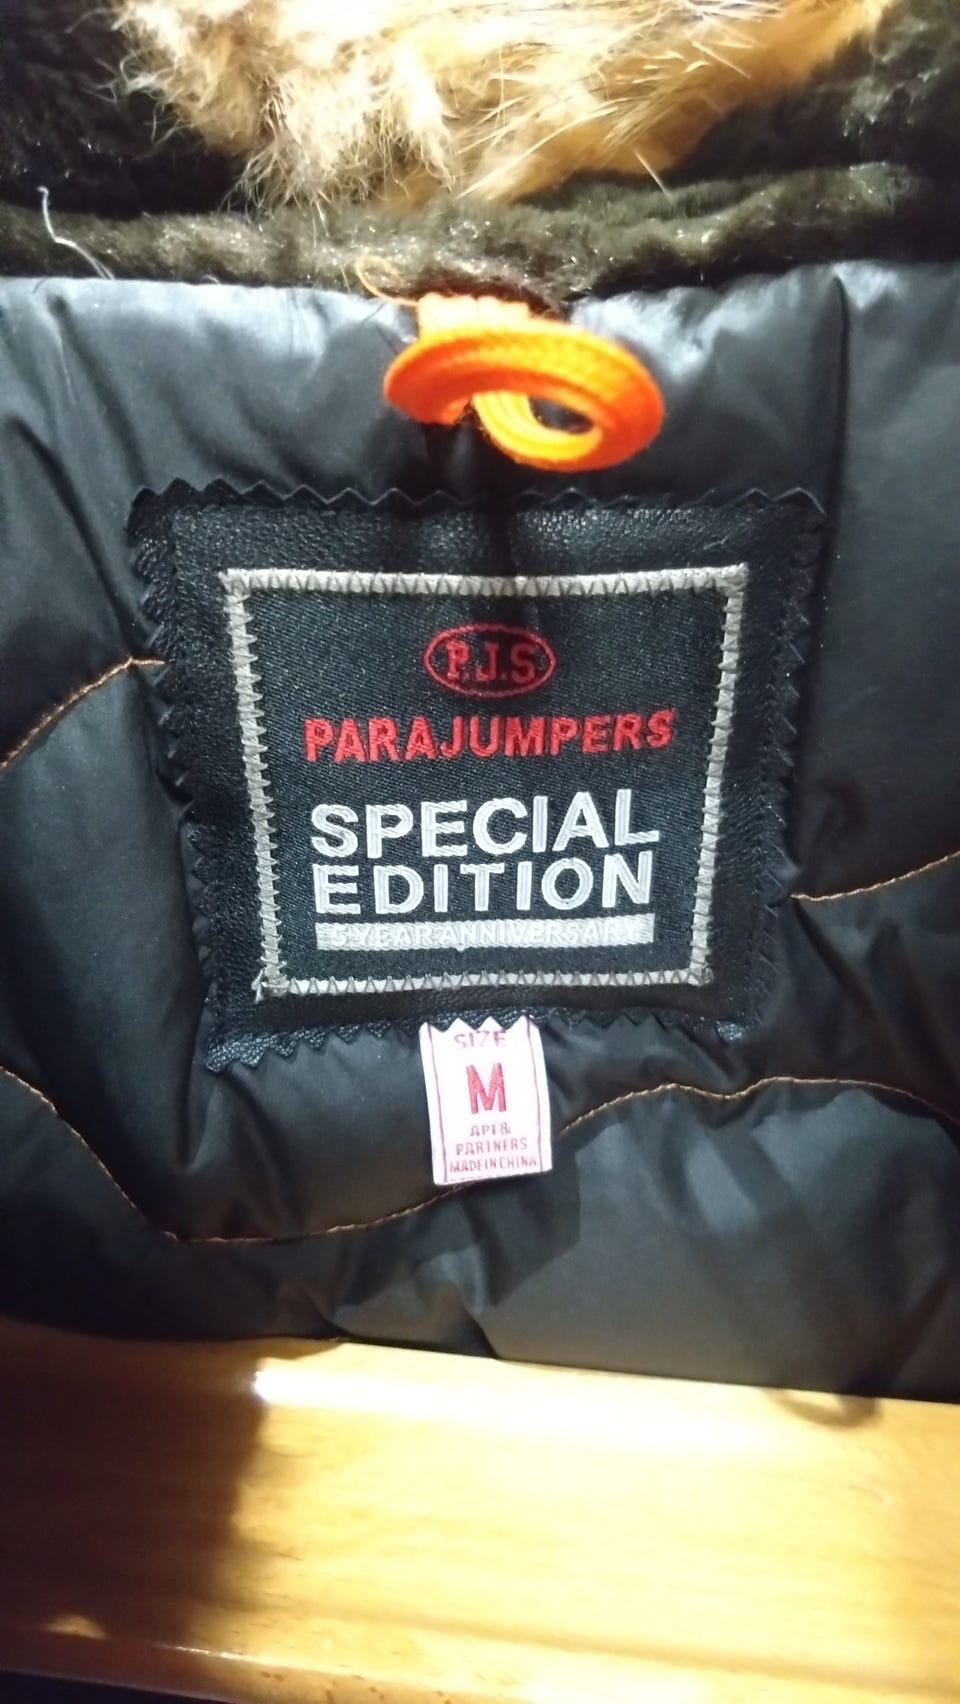 P.J.S
PARAJUMPERS
SPECIAL
EDITION
5 YEAR ANNIVERSARY
SIZE
M
APE &
PARTNERS
MADE IN CHINA